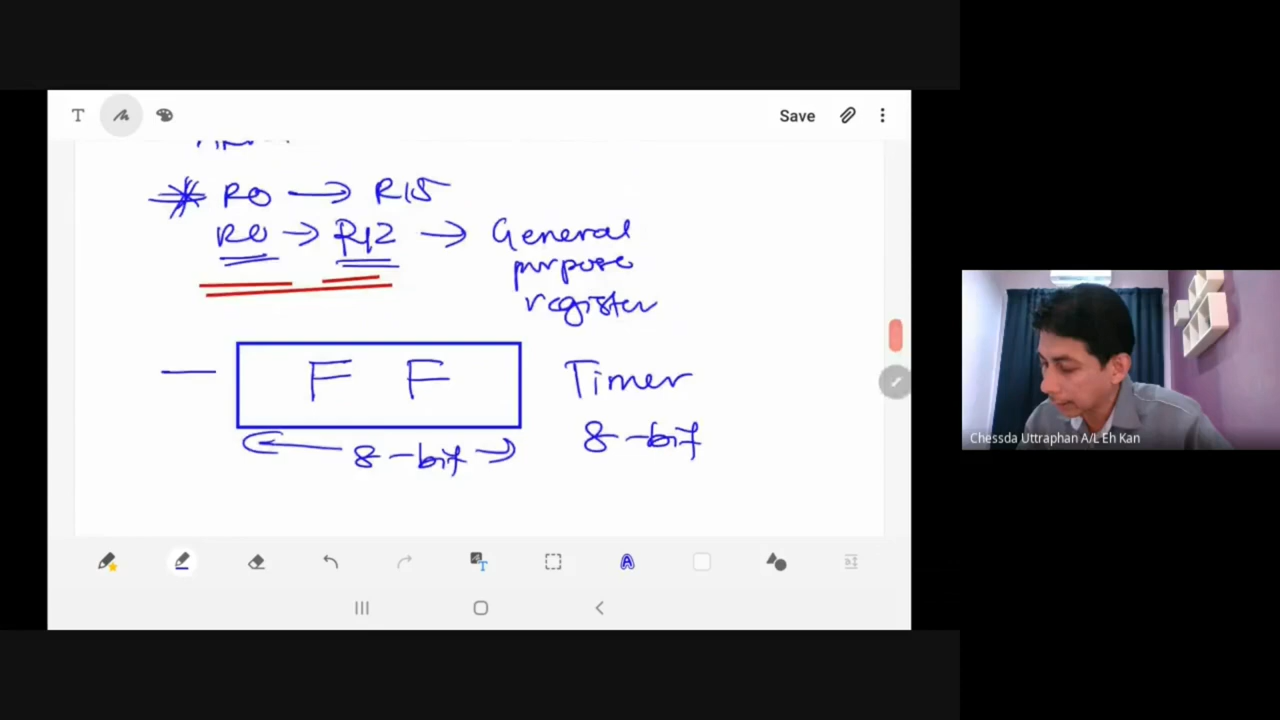 T
Save
* R0 → R15
R0 → R12 → General
purpose
register
F F
Timer
8-bit
8-bit
A
T
A
Chessda Uttraphan A/L Eh Kan